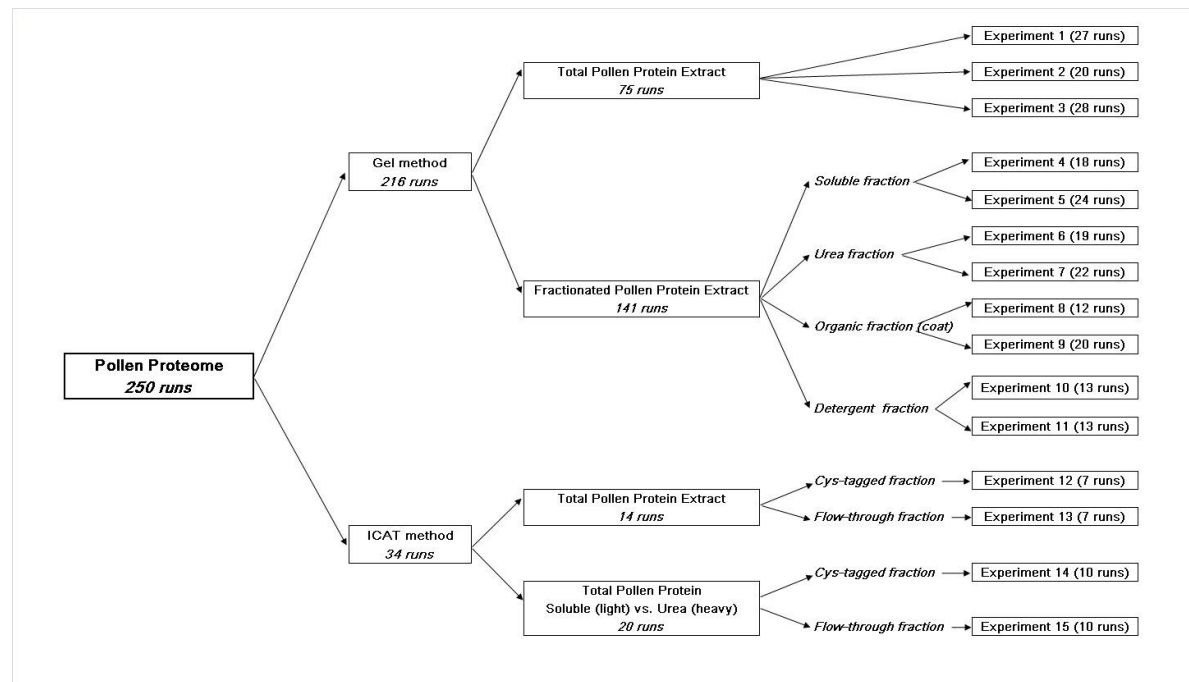 Pollen Proteome
250 runs
Gel method
216 runs
Total Pollen Protein Extract
75 runs
Experiment 1 (27 runs)
Experiment 2 (20 runs)
Experiment 3 (28 runs)
Fractionated Pollen Protein Extract
141 runs
Soluble fraction
Experiment 4 (18 runs)
Experiment 5 (24 runs)
Urea fraction
Experiment 6 (19 runs)
Experiment 7 (22 runs)
Organic fraction (coat)
Experiment 8 (12 runs)
Experiment 9 (20 runs)
Detergent fraction
Experiment 10 (13 runs)
Experiment 11 (13 runs)
ICAT method
34 runs
Total Pollen Protein Extract
14 runs
Cys-tagged fraction
Experiment 12 (7 runs)
Flow-through fraction
Experiment 13 (7 runs)
Total Pollen Protein
Soluble (light) vs. Urea (heavy)
20 runs
Cys-tagged fraction
Experiment 14 (10 runs)
Flow-through fraction
Experiment 15 (10 runs)